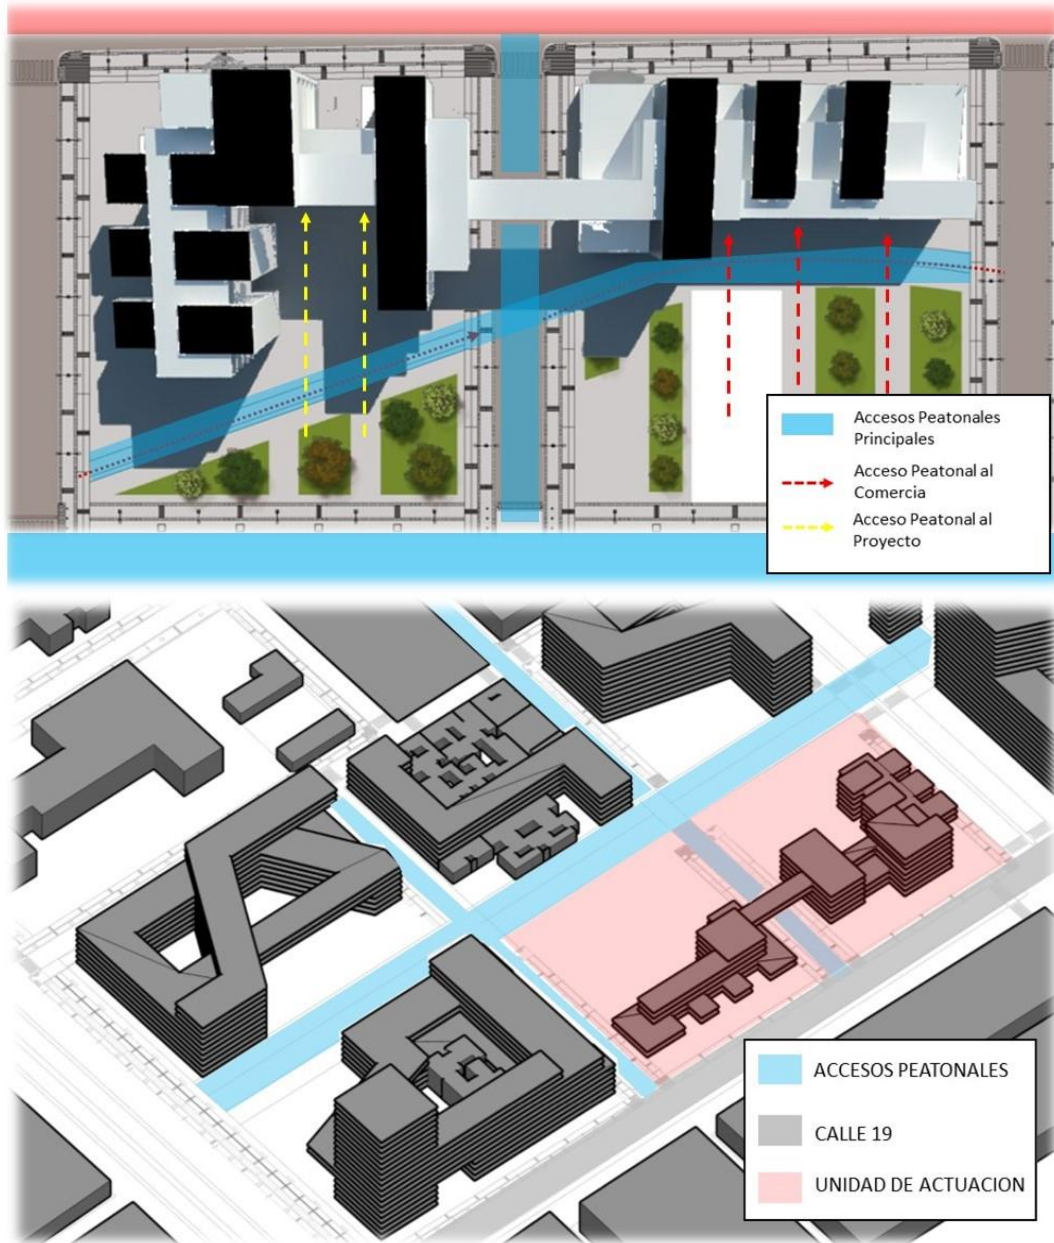 Accesos Peatonales
Principales
Acceso Peatonal al
Comercia
Acceso Peatonal al
Proyecto
ACCESOS PEATONALES
CALLE 19
UNIDAD DE ACTUACION